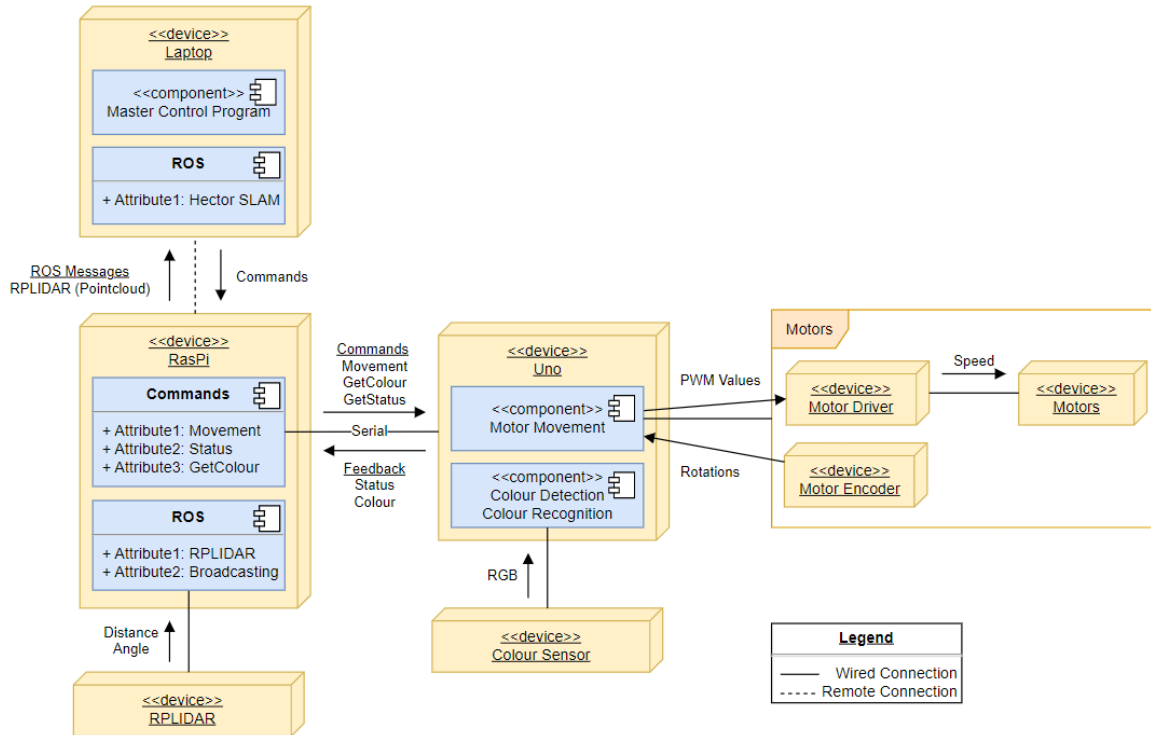 <<device>>
Laptop
<<component>>
Master Control Program
ROS
+ Attribute1: Hector SLAM
ROS Messages
RPLIDAR (Pointcloud)
Commands
<<device>>
RasPi
Commands
+ Attribute1: Movement
+ Attribute2: Status
+ Attribute3: GetColour
ROS
+ Attribute1: RPLIDAR
+ Attribute2: Broadcasting
Commands
Movement
GetColour
GetStatus
Serial
Feedback
Status
Colour
<<device>>
Uno
<<component>>
Motor Movement
<<component>>
Colour Detection
Colour Recognition
PWM Values
Rotations
Motors
<<device>>
Motor Driver
Speed
<<device>>
Motors
<<device>>
Motor Encoder
Distance
Angle
<<device>>
RPLIDAR
RGB
<<device>>
Colour Sensor
Legend
Wired Connection
Remote Connection